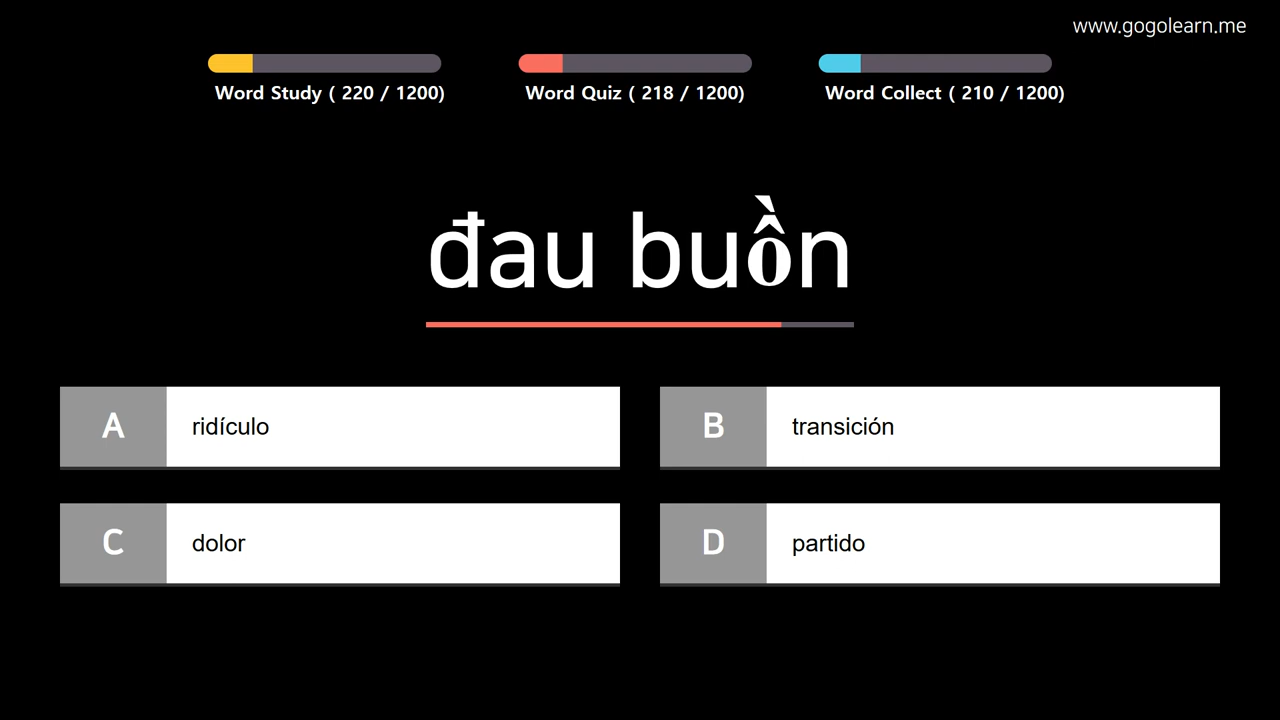 www.gogolearn.me
Word Study ( 220 / 1200)
Word Quiz ( 218 / 1200)
Word Collect ( 210 / 1200)
đau buồn
A ridículo
B transición
C dolor
D partido